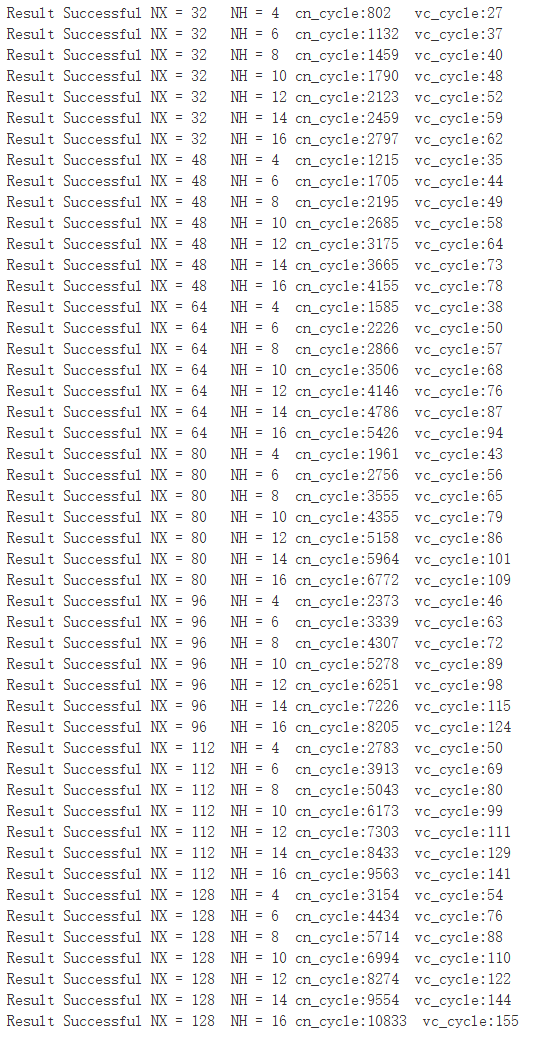 Result Successful NX = 32 NH = 4 cn_cycle:802 vc_cycle:27
Result Successful NX = 32 NH = 6 cn_cycle:1132 vc_cycle:37
Result Successful NX = 32 NH = 8 cn_cycle:1459 vc_cycle:40
Result Successful NX = 32 NH = 10 cn_cycle:1790 vc_cycle:48
Result Successful NX = 32 NH = 12 cn_cycle:2123 vc_cycle:52
Result Successful NX = 32 NH = 14 cn_cycle:2459 vc_cycle:59
Result Successful NX = 32 NH = 16 cn_cycle:2797 vc_cycle:62
Result Successful NX = 48 NH = 4 cn_cycle:1215 vc_cycle:35
Result Successful NX = 48 NH = 6 cn_cycle:1705 vc_cycle:44
Result Successful NX = 48 NH = 8 cn_cycle:2195 vc_cycle:49
Result Successful NX = 48 NH = 10 cn_cycle:2685 vc_cycle:58
Result Successful NX = 48 NH = 12 cn_cycle:3175 vc_cycle:64
Result Successful NX = 48 NH = 14 cn_cycle:3665 vc_cycle:73
Result Successful NX = 48 NH = 16 cn_cycle:4155 vc_cycle:78
Result Successful NX = 64 NH = 4 cn_cycle:1585 vc_cycle:38
Result Successful NX = 64 NH = 6 cn_cycle:2226 vc_cycle:50
Result Successful NX = 64 NH = 8 cn_cycle:2866 vc_cycle:57
Result Successful NX = 64 NH = 10 cn_cycle:3506 vc_cycle:68
Result Successful NX = 64 NH = 12 cn_cycle:4146 vc_cycle:76
Result Successful NX = 64 NH = 14 cn_cycle:4786 vc_cycle:87
Result Successful NX = 64 NH = 16 cn_cycle:5426 vc_cycle:94
Result Successful NX = 80 NH = 4 cn_cycle:1961 vc_cycle:43
Result Successful NX = 80 NH = 6 cn_cycle:2756 vc_cycle:56
Result Successful NX = 80 NH = 8 cn_cycle:3555 vc_cycle:65
Result Successful NX = 80 NH = 10 cn_cycle:4355 vc_cycle:79
Result Successful NX = 80 NH = 12 cn_cycle:5158 vc_cycle:86
Result Successful NX = 80 NH = 14 cn_cycle:5964 vc_cycle:101
Result Successful NX = 80 NH = 16 cn_cycle:6772 vc_cycle:109
Result Successful NX = 96 NH = 4 cn_cycle:2373 vc_cycle:46
Result Successful NX = 96 NH = 6 cn_cycle:3339 vc_cycle:63
Result Successful NX = 96 NH = 8 cn_cycle:4307 vc_cycle:72
Result Successful NX = 96 NH = 10 cn_cycle:5278 vc_cycle:89
Result Successful NX = 96 NH = 12 cn_cycle:6251 vc_cycle:98
Result Successful NX = 96 NH = 14 cn_cycle:7226 vc_cycle:115
Result Successful NX = 96 NH = 16 cn_cycle:8205 vc_cycle:124
Result Successful NX = 112 NH = 4 cn_cycle:2783 vc_cycle:50
Result Successful NX = 112 NH = 6 cn_cycle:3913 vc_cycle:69
Result Successful NX = 112 NH = 8 cn_cycle:5043 vc_cycle:80
Result Successful NX = 112 NH = 10 cn_cycle:6173 vc_cycle:99
Result Successful NX = 112 NH = 12 cn_cycle:7303 vc_cycle:111
Result Successful NX = 112 NH = 14 cn_cycle:8433 vc_cycle:129
Result Successful NX = 112 NH = 16 cn_cycle:9563 vc_cycle:141
Result Successful NX = 128 NH = 4 cn_cycle:3154 vc_cycle:54
Result Successful NX = 128 NH = 6 cn_cycle:4434 vc_cycle:76
Result Successful NX = 128 NH = 8 cn_cycle:5714 vc_cycle:88
Result Successful NX = 128 NH = 10 cn_cycle:6994 vc_cycle:110
Result Successful NX = 128 NH = 12 cn_cycle:8274 vc_cycle:122
Result Successful NX = 128 NH = 14 cn_cycle:9554 vc_cycle:144
Result Successful NX = 128 NH = 16 cn_cycle:10833 vc_cycle:155